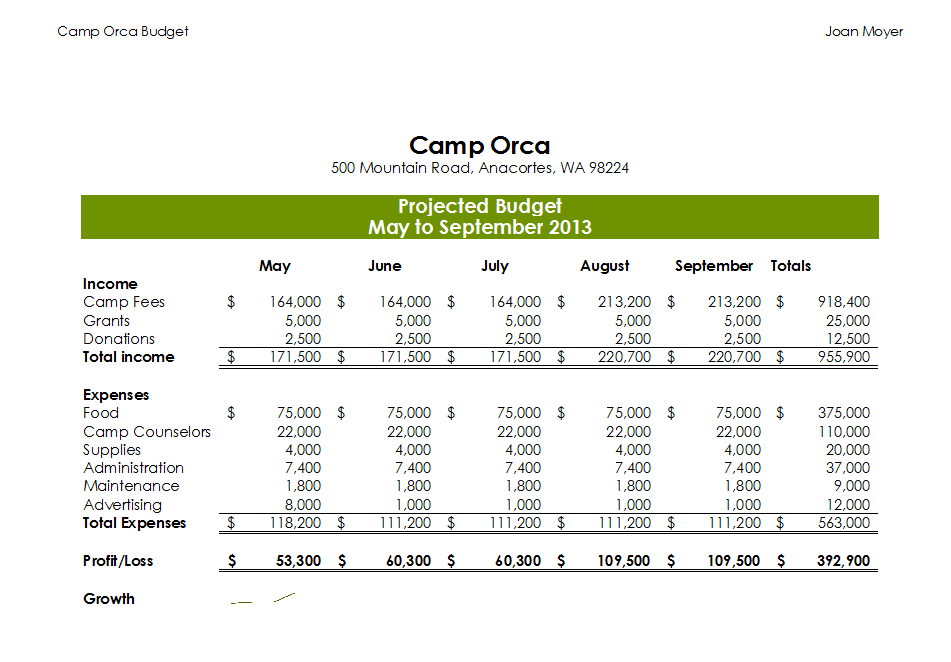 Camp Orca Budget Joan Moyer
Camp Orca
500 Mountain Road, Anacortes, WA 98224
Projected Budget
May to September 2013
May June July August September Totals
Income
Camp Fees $ 164,000 $ 164,000 $ 164,000 $ 213,200 $ 213,200 $ 918,400
Grants 5,000 5,000 5,000 5,000 5,000 25,000
Donations 2,500 2,500 2,500 2,500 2,500 12,500
Total income $ 171,500 $ 171,500 $ 171,500 $ 220,700 $ 220,700 $ 955,900
Expenses
Food $ 75,000 $ 75,000 $ 75,000 $ 75,000 $ 75,000 $ 375,000
Camp Counselors 22,000 22,000 22,000 22,000 22,000 110,000
Supplies 4,000 4,000 4,000 4,000 4,000 20,000
Administration 7,400 7,400 7,400 7,400 7,400 37,000
Maintenance 1,800 1,800 1,800 1,800 1,800 9,000
Advertising 8,000 1,000 1,000 1,000 1,000 12,000
Total Expenses $ 118,200 $ 111,200 $ 111,200 $ 111,200 $ 111,200 $ 563,000
Profit/Loss $ 53,300 $ 60,300 $ 60,300 $ 109,500 $ 109,500 $ 392,900
Growth